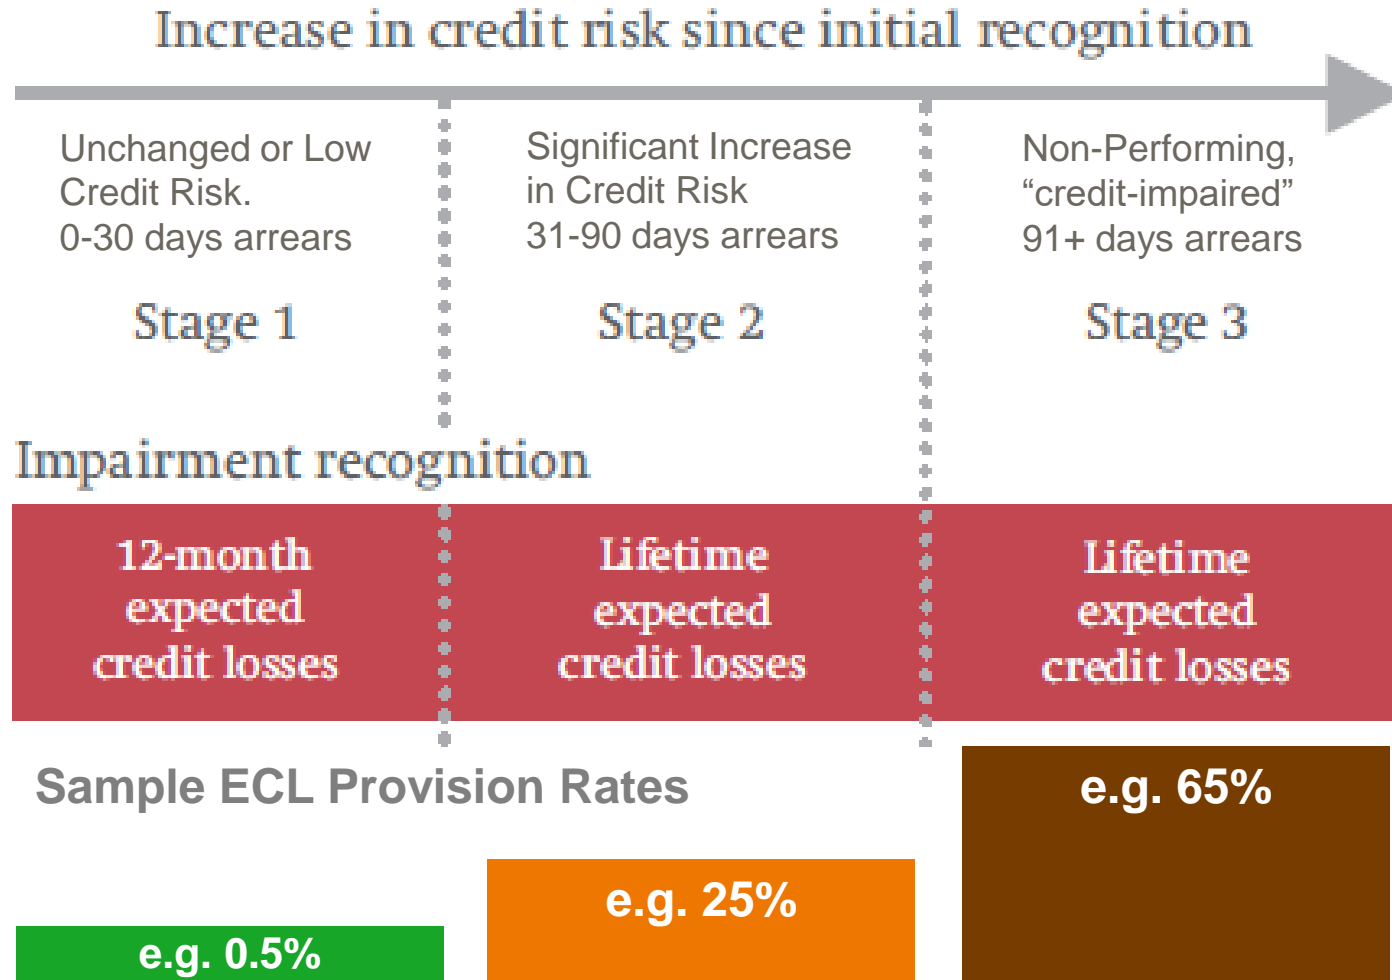 Increase in credit risk since initial recognition
Unchanged or Low
Credit Risk.
0-30 days arrears
Significant Increase
in Credit Risk
31-90 days arrears
Non-Performing,
“credit-impaired”
91+ days arrears
Stage 1
Stage 2
Stage 3
Impairment recognition
12-month
expected
credit losses
Lifetime
expected
credit losses
Lifetime
expected
credit losses
Sample ECL Provision Rates
e.g. 0.5%
e.g. 25%
e.g. 65%